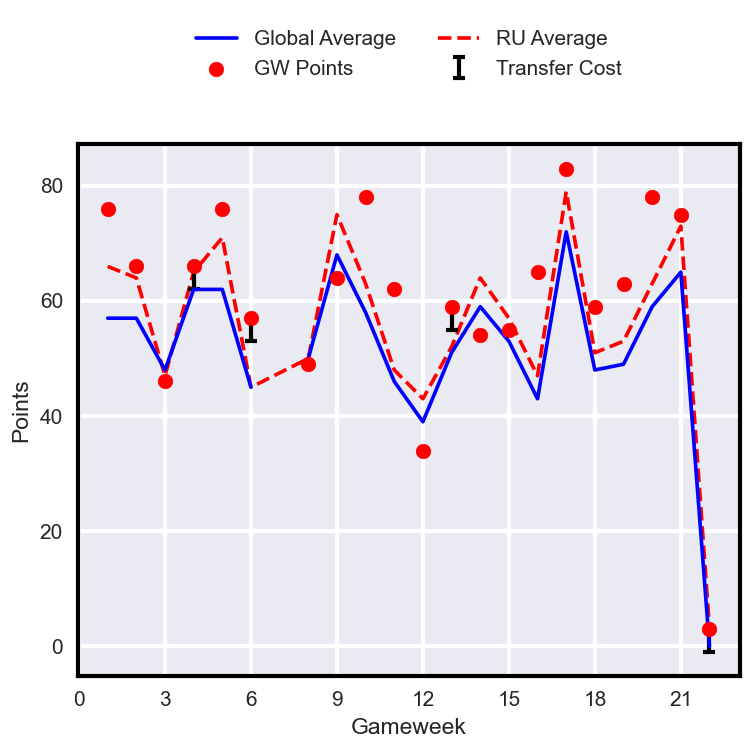 Global Average RU Average
GW Points Transfer Cost
80
60
40
20
0
Points
0 3 6 9 12 15 18 21
Gameweek